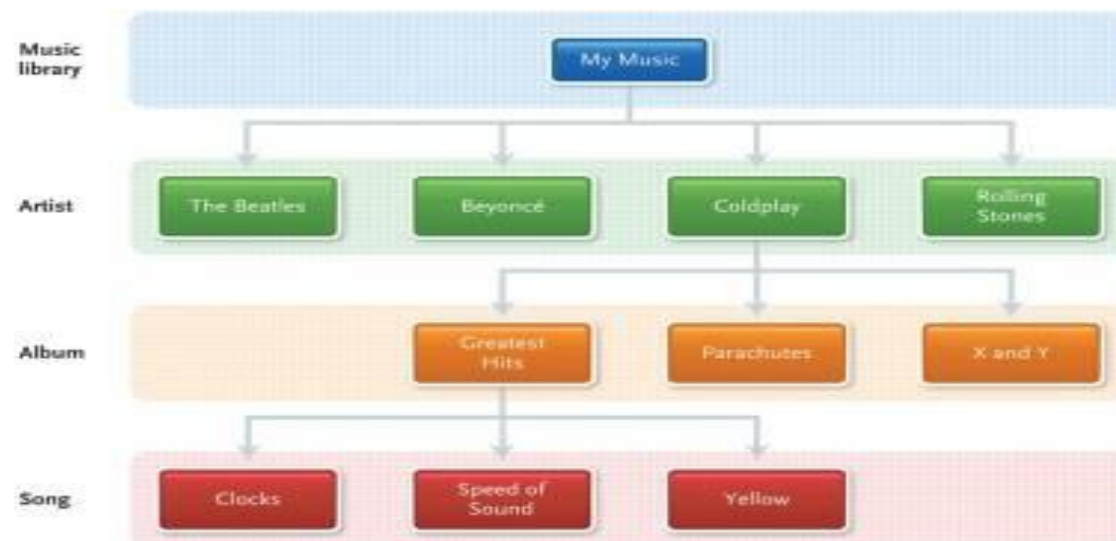 Music
library
My Music
Artist
The Beatles
Beyoncé
Coldplay
Rolling
Stones
Album
Greatest
Hits
Parachutes
X and Y
Song
Clocks
Speed of
Sound
Yellow